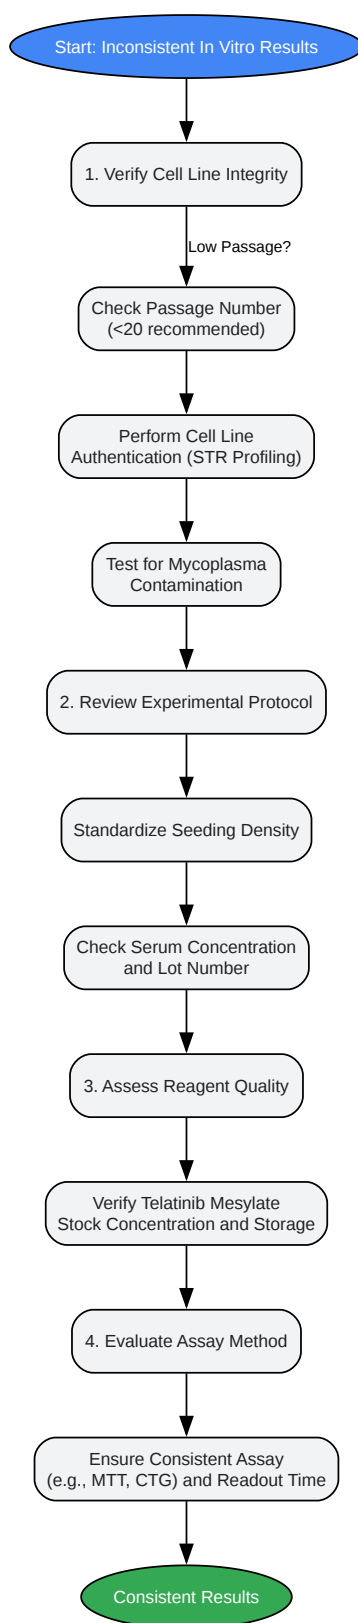 Start: Inconsistent In Vitro Results
1. Verify Cell Line Integrity
Low Passage?
Check Passage Number
(<20 recommended)
Perform Cell Line
Authentication (STR Profiling)
Test for Mycoplasma
Contamination
2. Review Experimental Protocol
Standardize Seeding Density
Check Serum Concentration
and Lot Number
3. Assess Reagent Quality
Verify Telatinib Mesylate
Stock Concentration and Storage
4. Evaluate Assay Method
Ensure Consistent Assay
(e.g., MTT, CTG) and Readout Time
Consistent Results